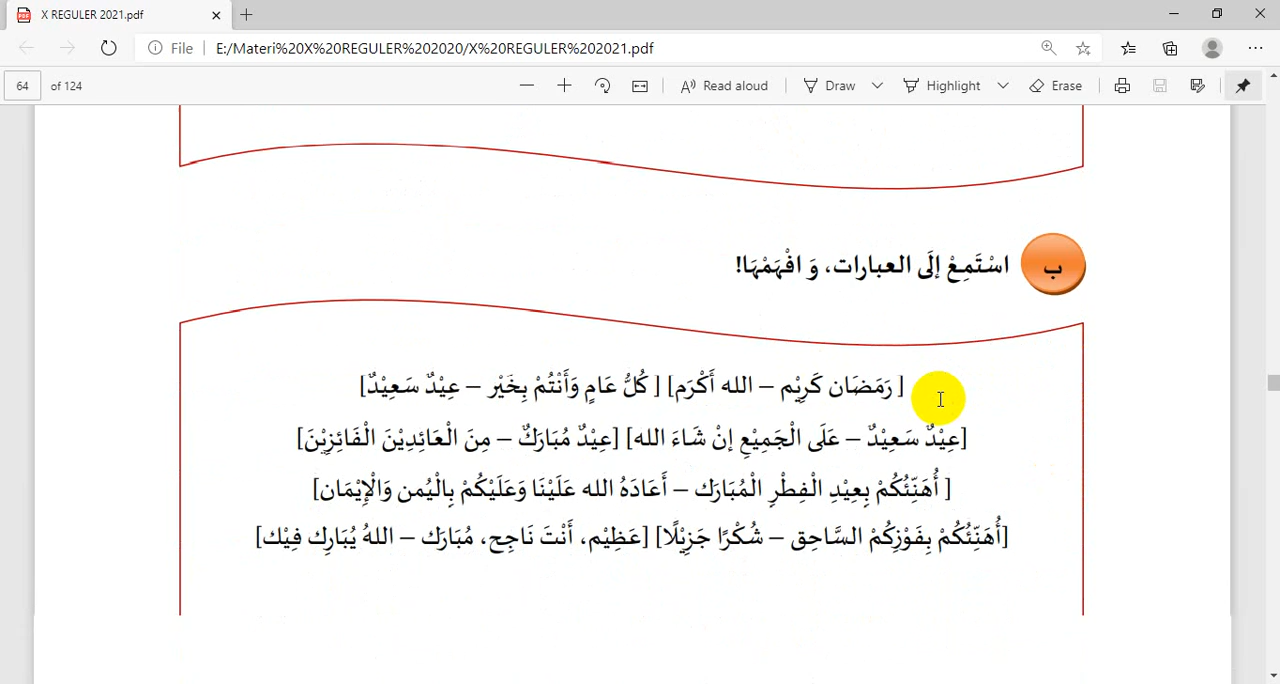 X REGULER 2021.pdf
File E:/Materi%20X%20REGULER%202020/X%20REGULER%202021.pdf
64 of 124 Read aloud Draw Highlight Erase
ب اسْتَمِعْ إلَى العبارات، وَ افْهَمْهَا!
[ رَمَضَان كَرِيْم – الله أَكْرَم] [ كُلُّ عَامٍ وَأَنْتُمْ بِخَيْر – عِيْدٌ سَعِيْدٌ]
[عِيْدٌ سَعِيْدٌ – عَلَى الْجَمِيْعِ إنْ شَاءَ الله] [عِيْدٌ مُبَارَكٌ – مِنَ الْعَائِدِيْنَ الْفَائِزِيْنَ]
[ أُهَنِّئُكُمْ بِعِيْدِ الْفِطْرِ الْمُبَارَك – أَعَادَهُ الله عَلَيْنَا وَعَلَيْكُمْ بِالْيُمن وَالْإِيْمَان]
[أُهَنِّئُكُمْ بِفَوْزِكُمْ السَّاحِق – شُكْرًا جَزِيْلًا] [عَظِيْم، أَنْتَ نَاجِح، مُبَارَك – اللهُ يُبَارِك فِيْك]